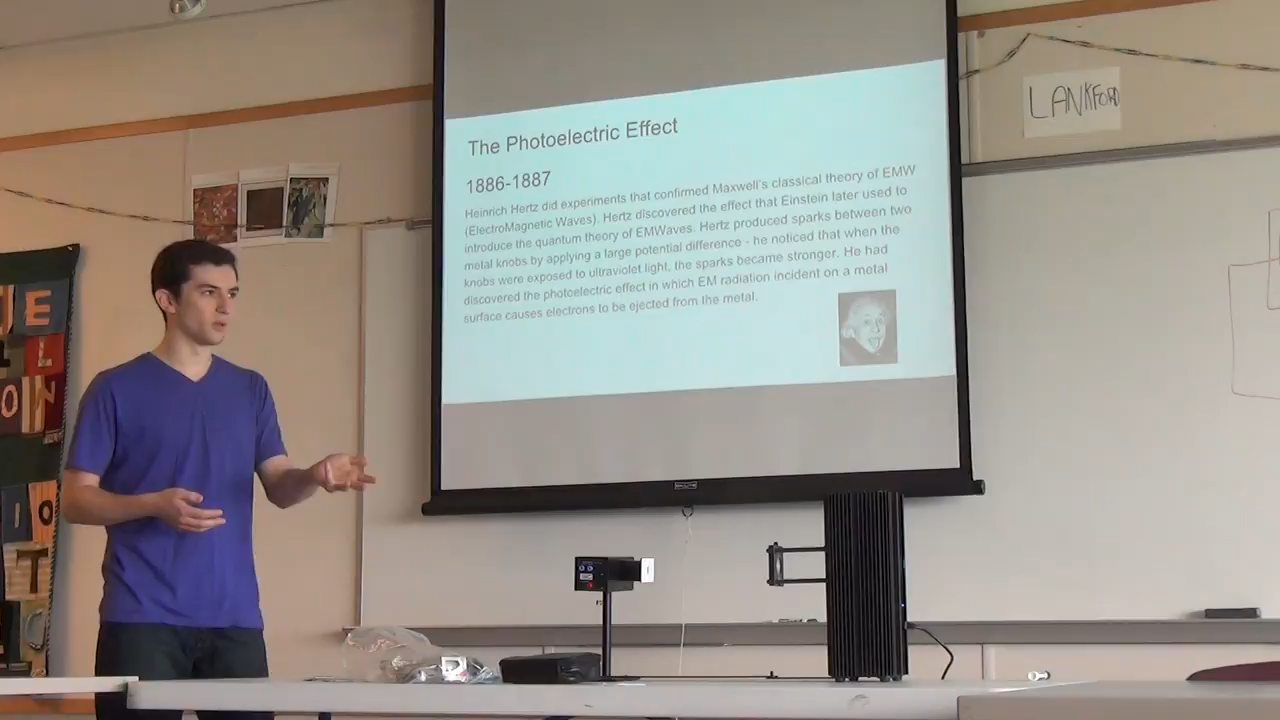 LANKFORD
The Photoelectric Effect
1886-1887
Heinrich Hertz did experiments that confirmed Maxwell's classical theory of EMW
(ElectroMagnetic Waves). Hertz discovered the effect that Einstein later used to
introduce the quantum theory of EMWaves. Hertz produced sparks between two
metal knobs by applying a large potential difference - he noticed that when the
knobs were exposed to ultraviolet light, the sparks became stronger. He had
discovered the photoelectric effect in which EM radiation incident on a metal
surface causes electrons to be ejected from the metal.